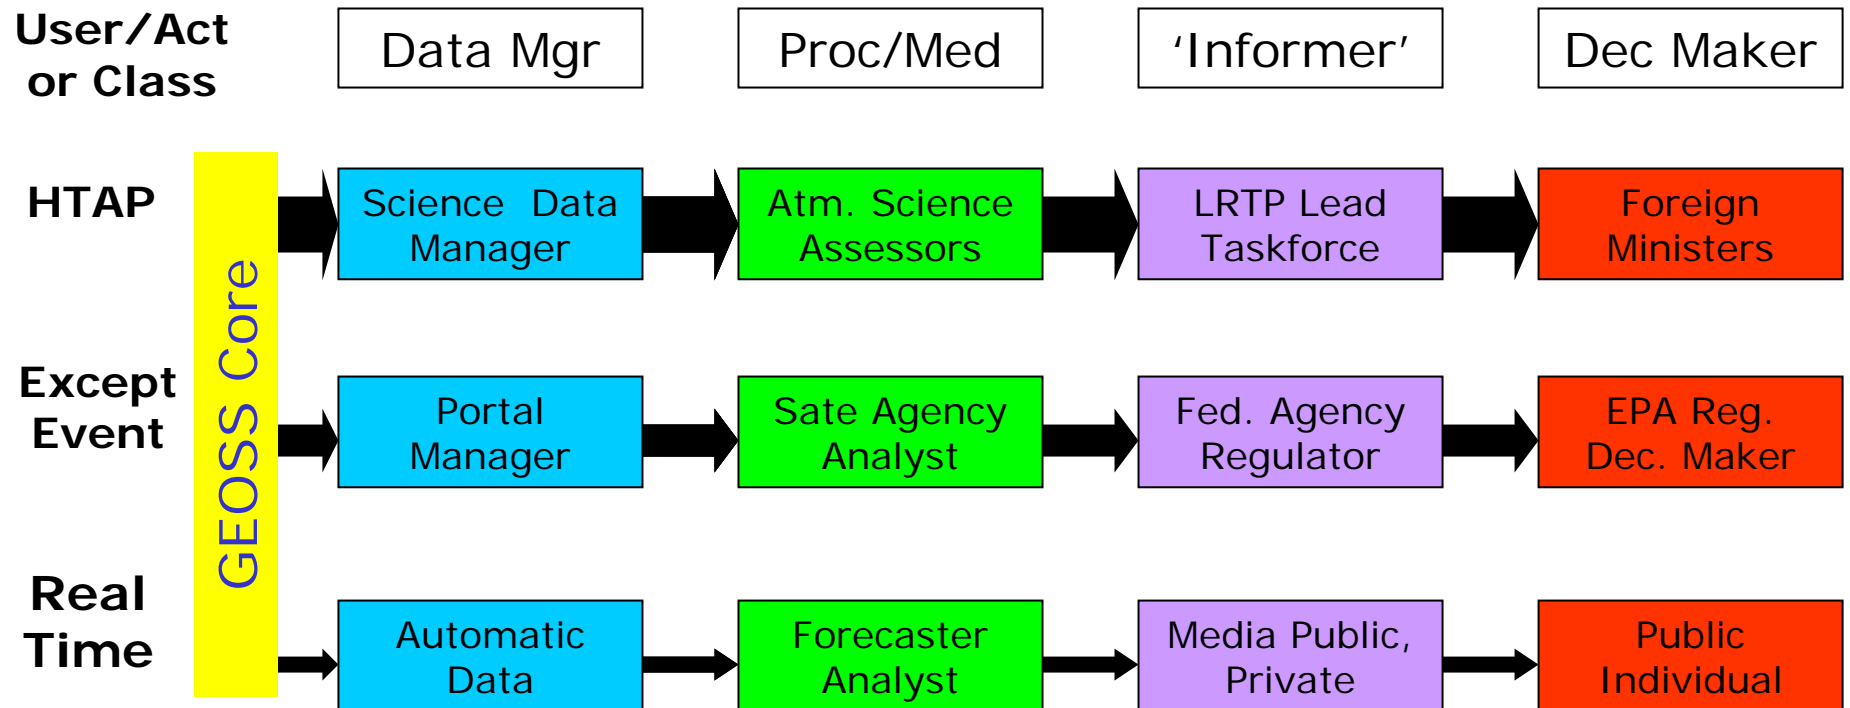 User/Act
or Class
Data Mgr
Proc/Med
‘Informer’
Dec Maker
GEOSS Core
HTAP
Science Data
Manager
Atm. Science
Assessors
LRTP Lead
Taskforce
Foreign
Ministers
Except
Event
Portal
Manager
Sate Agency
Analyst
Fed. Agency
Regulator
EPA Reg.
Dec. Maker
Real
Time
Automatic
Data
Forecaster
Analyst
Media Public,
Private
Public
Individual